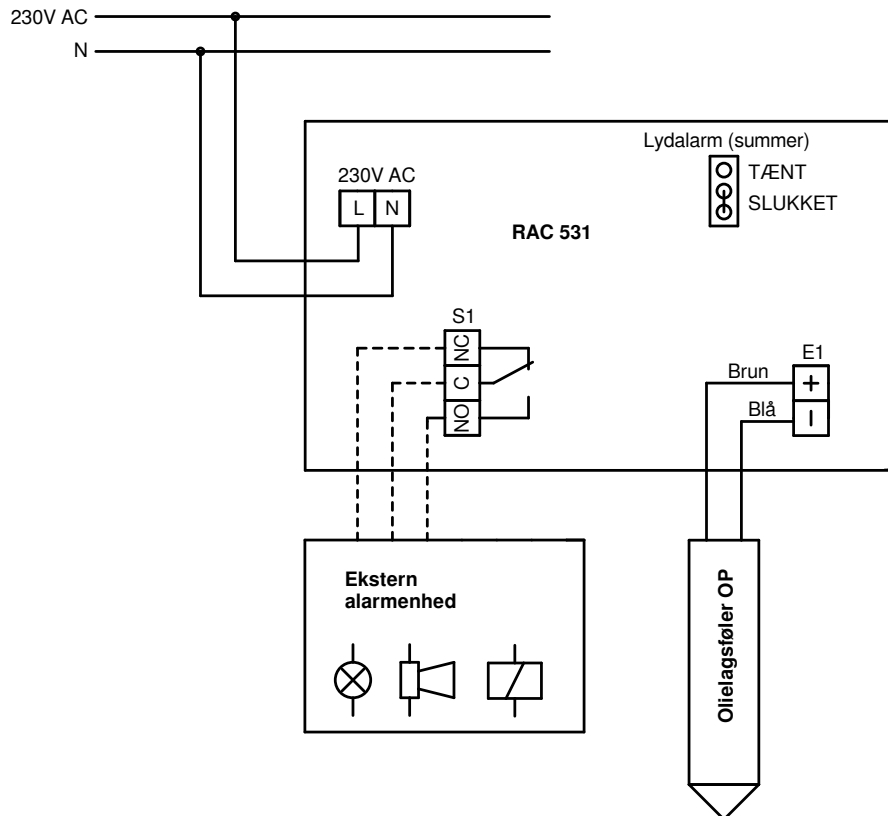 230V AC
N
Lydalarm (summer)
TÆNT
SLUKKET
230V AC
L N
RAC 531
S1
NC
C
NO
E1
Brun
+
Blå
–
Ekstern
alarmenhed
Olielagsføler OP